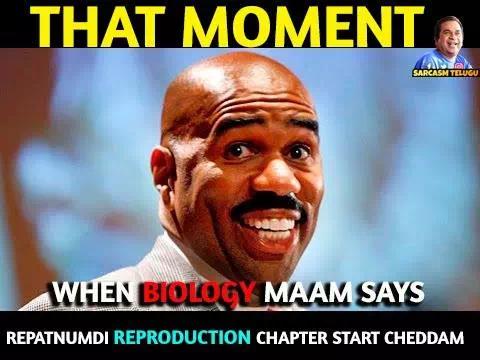 THAT MOMENT
SARCASM TELUGU
WHEN BIOLOGY MAAM SAYS
REPATNUMDI REPRODUCTION CHAPTER START CHEDDAM